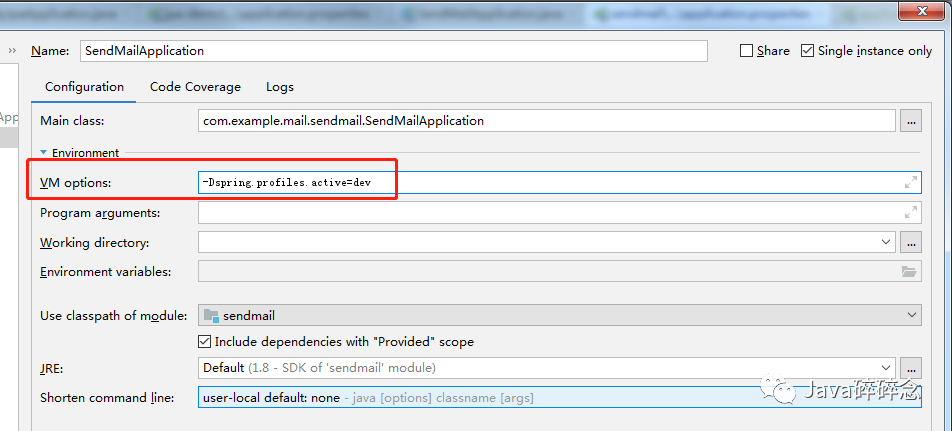 Name: SendMailApplication Share Single instance only
Configuration Code Coverage Logs
App
Main class: com.example.mail.sendmail.SendMailApplication ...
Environment
VM options: -Dspring.profiles.active=dev
Program arguments:
Working directory: ...
Environment variables:
Use classpath of module: sendmail
Include dependencies with "Provided" scope
JRE: Default (1.8 - SDK of 'sendmail' module) ...
Shorten command line: user-local default: none - java [options] classname [args]
Java碎碎念